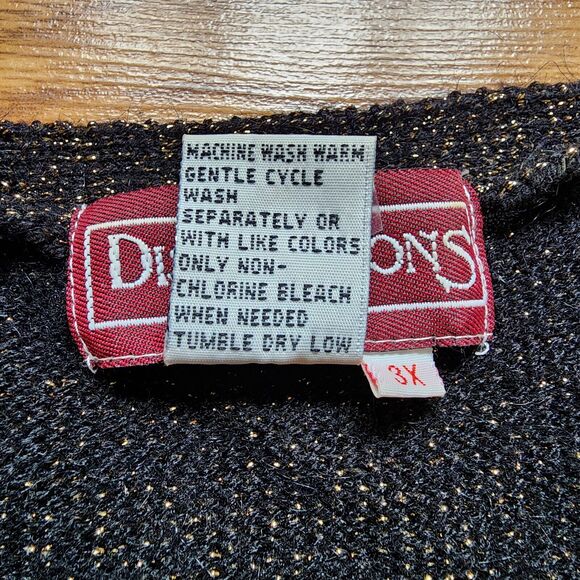 MACHINE WASH WARM
GENTLE CYCLE
WASH
SEPARATELY OR
WITH LIKE COLORS
ONLY NON-
CHLORINE BLEACH
WHEN NEEDED
TUMBLE DRY LOW
3X